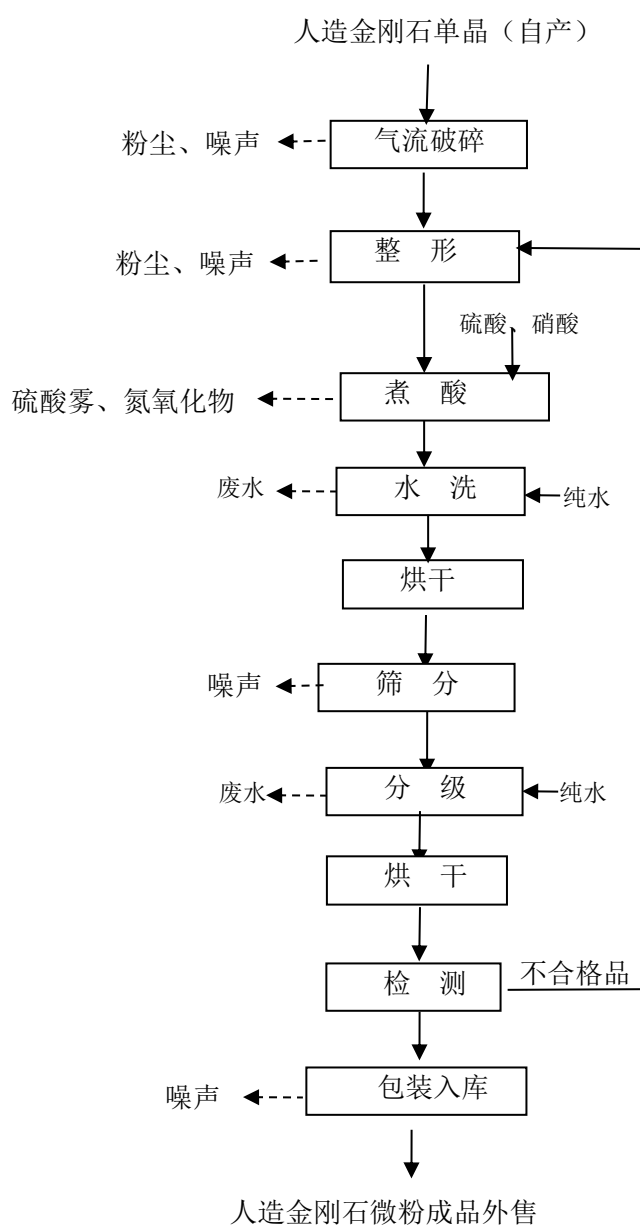 人造金刚石单晶（自产）
粉尘、噪声
气流破碎
粉尘、噪声
整 形
硫酸、硝酸
硫酸雾、氮氧化物
煮 酸
废水
水 洗
纯水
烘干
噪声
筛 分
废水
分 级
纯水
烘 干
检 测
不合格品
噪声
包装入库
人造金刚石微粉成品外售